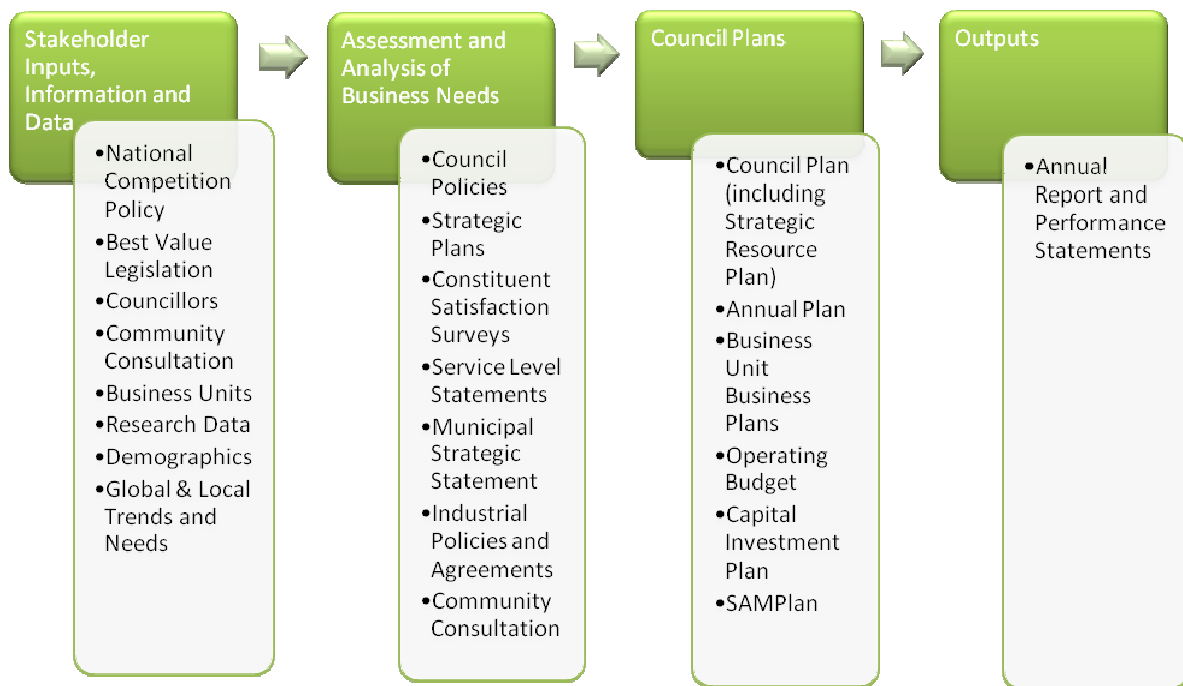 Stakeholder
Inputs,
Information and
Data
•National
Competition
Policy
•Best Value
Legislation
•Councillors
•Community
Consultation
•Business Units
•Research Data
•Demographics
•Global & Local
Trends and
Needs
Assessment and
Analysis of
Business Needs
•Council
Policies
•Strategic
Plans
•Constituent
Satisfaction
Surveys
•Service Level
Statements
•Municipal
Strategic
Statement
•Industrial
Policies and
Agreements
•Community
Consultation
Council Plans
•Council Plan
(including
Strategic
Resource
Plan)
•Annual Plan
•Business
Unit
Business
Plans
•Operating
Budget
•Capital
Investment
Plan
•SAMPlan
Outputs
•Annual
Report and
Performance
Statements